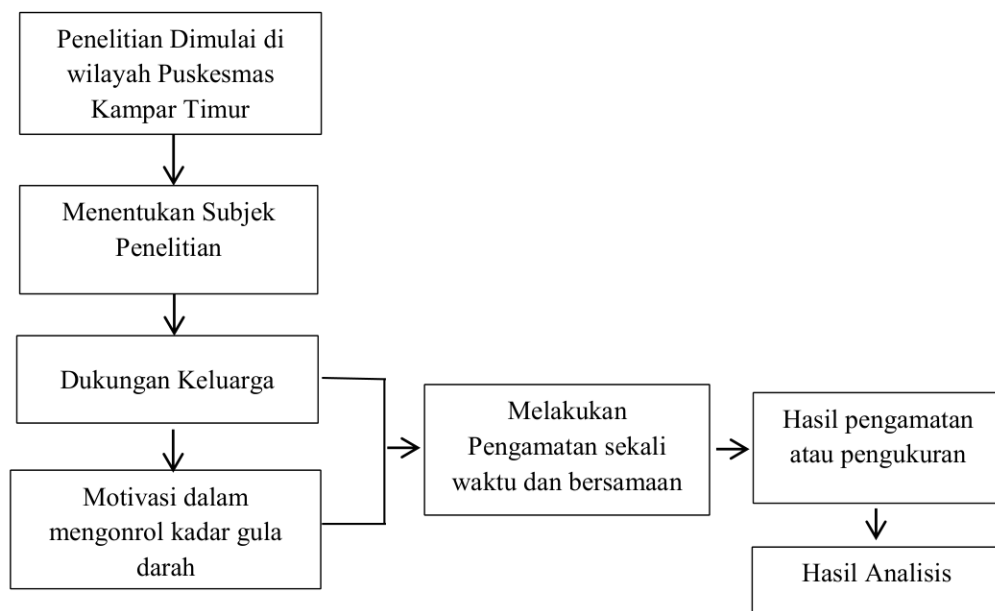 Penelitian Dimulai di
wilayah Puskesmas
Kampar Timur
Menentukan Subjek
Penelitian
Dukungan Keluarga
Motivasi dalam
mengonrol kadar gula
darah
Melakukan
Pengamatan sekali
waktu dan bersamaan
Hasil pengamatan
atau pengukuran
Hasil Analisis